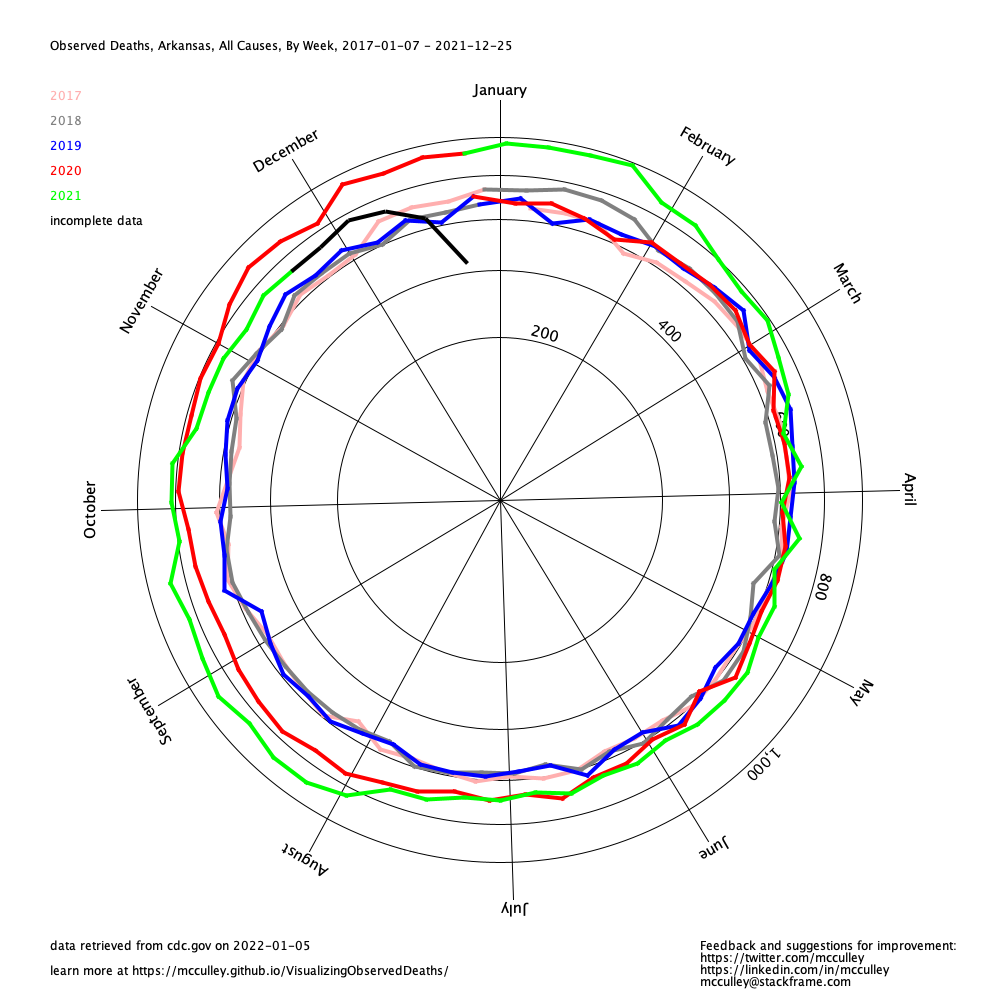 Observed Deaths, Arkansas, All Causes, By Week, 2017-01-07 - 2021-12-25
2017
2018
2019
2020
2021
incomplete data
January
February
March
April
May
June
July
August
September
October
November
December
200
400
800
1,000
data retrieved from cdc.gov on 2022-01-05
learn more at https://mcculley.github.io/VisualizingObservedDeaths/
Feedback and suggestions for improvement:
https://twitter.com/mcculley
https://linkedin.com/in/mcculley
mcculley@stackframe.com